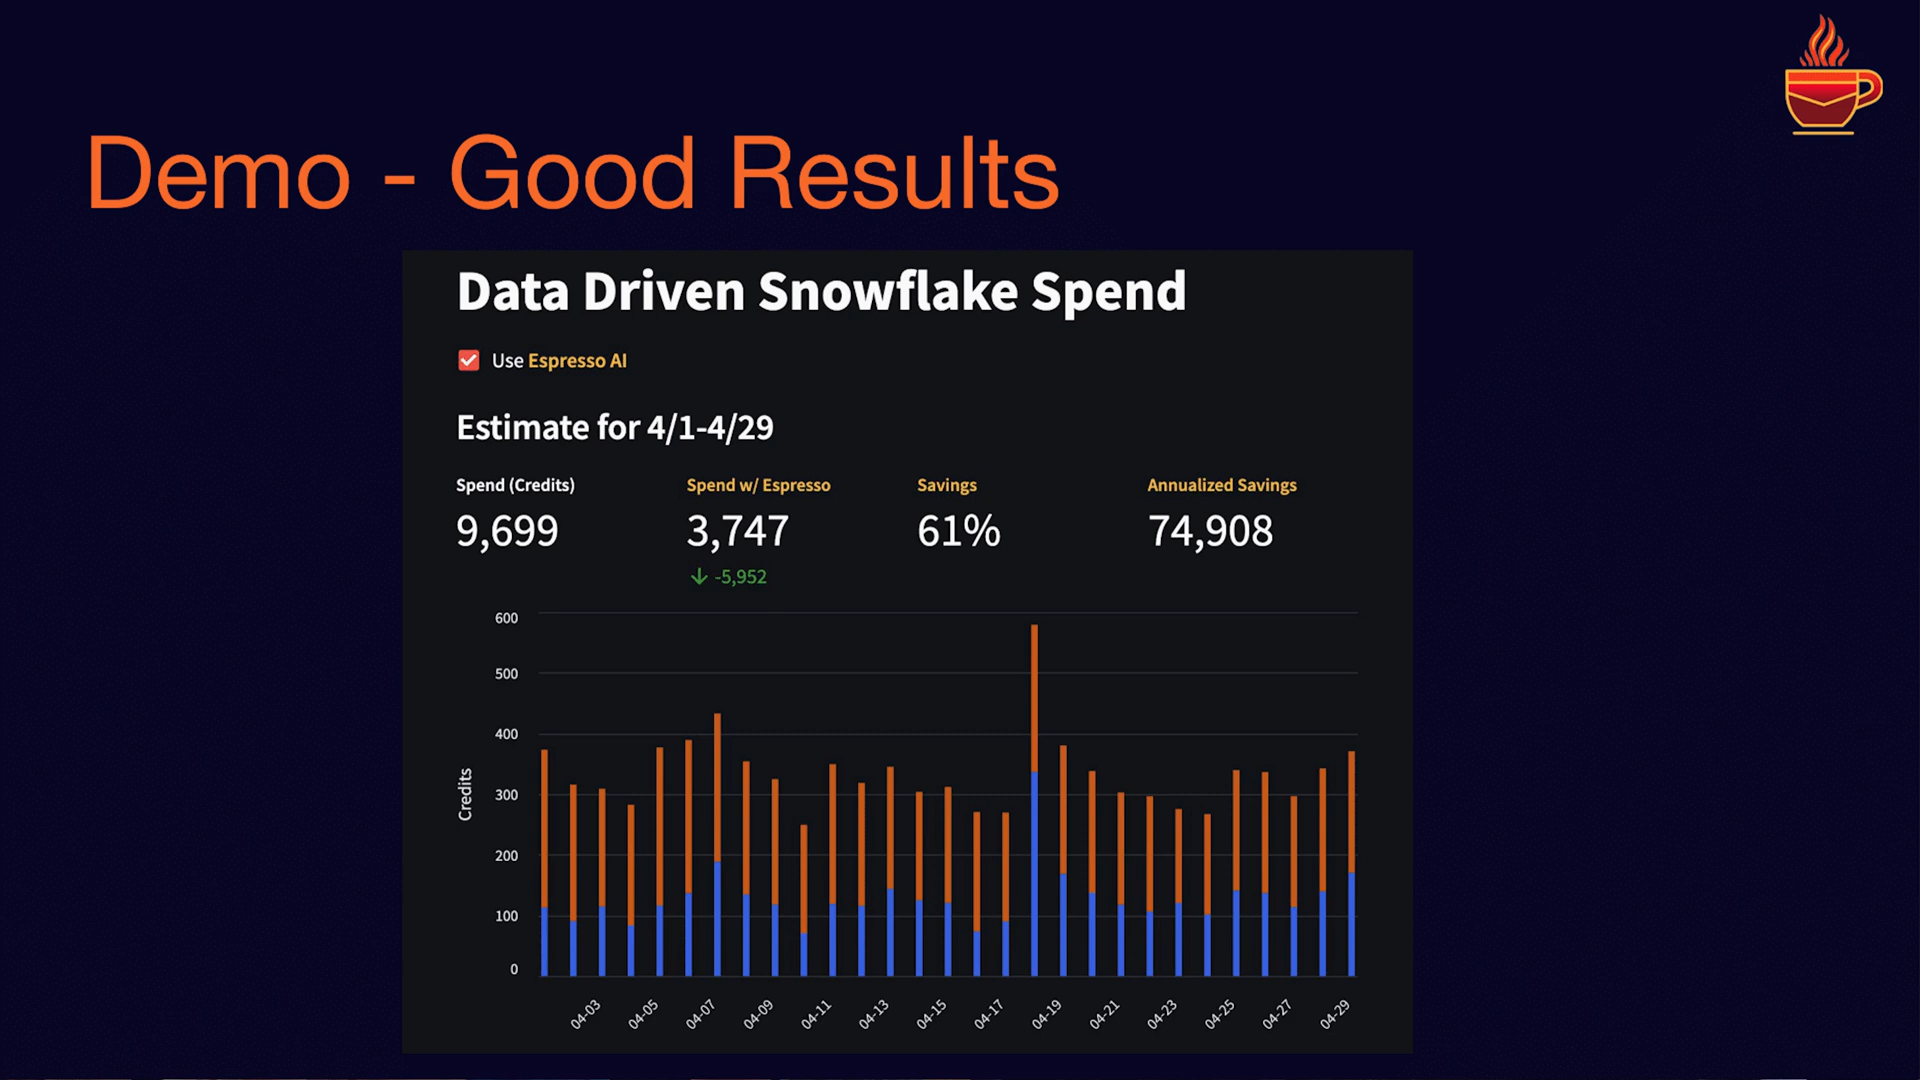 Demo - Good Results
Data Driven Snowflake Spend
Use Espresso AI
Estimate for 4/1-4/29
Spend (Credits) Spend w/ Espresso Savings Annualized Savings
9,699 3,747 61% 74,908
-5,952
600
500
400
300
200
100
0
Credits
04-03 04-05 04-07 04-09 04-11 04-13 04-15 04-17 04-19 04-21 04-23 04-25 04-27 04-29